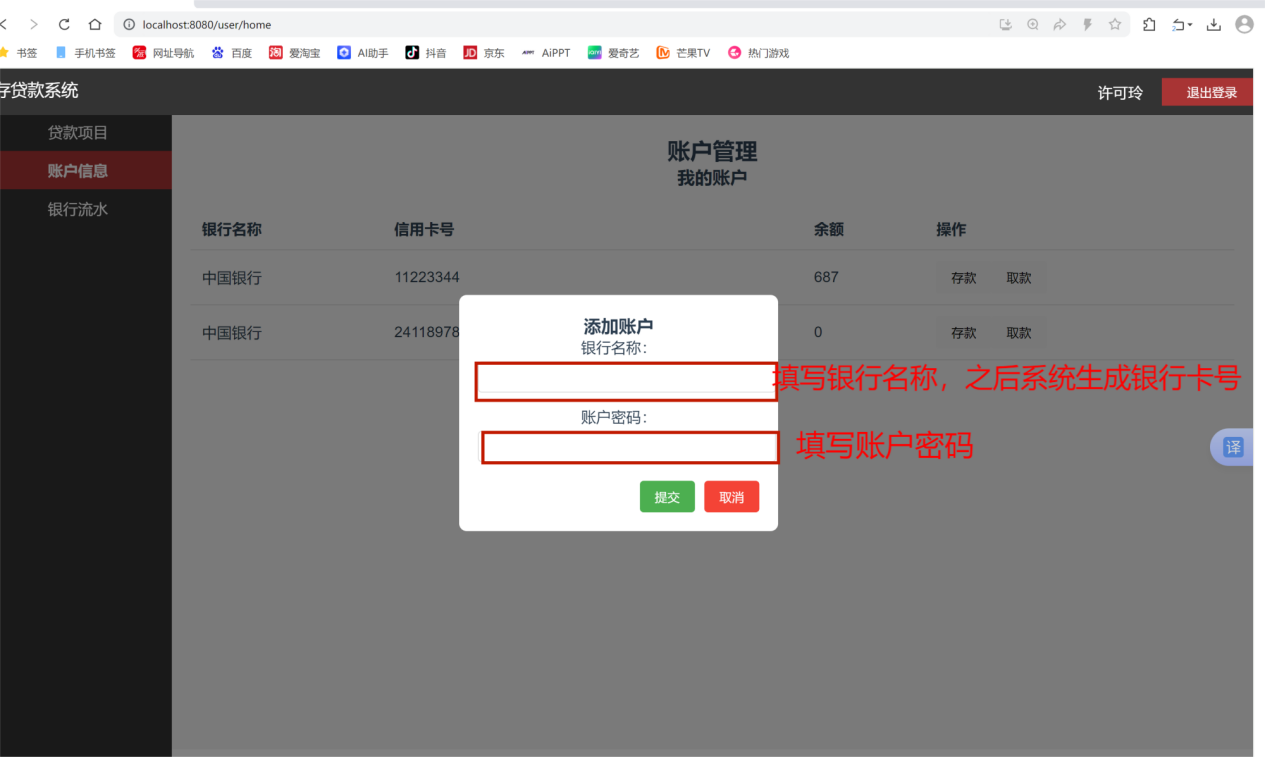 localhost:8080/user/home
书签 手机书签 网址导航 百度 爱淘宝 AI助手 抖音 京东 AiPPT 爱奇艺 芒果TV 热门游戏
存贷款系统 许可玲 退出登录
贷款项目
账户信息
银行流水
账户管理
我的账户
银行名称 信用卡号 余额 操作
中国银行 11223344 687 存款 取款
中国银行 24118978 0 存款 取款
添加账户
银行名称:
填写银行名称，之后系统生成银行卡号
账户密码:
填写账户密码
提交 取消
译